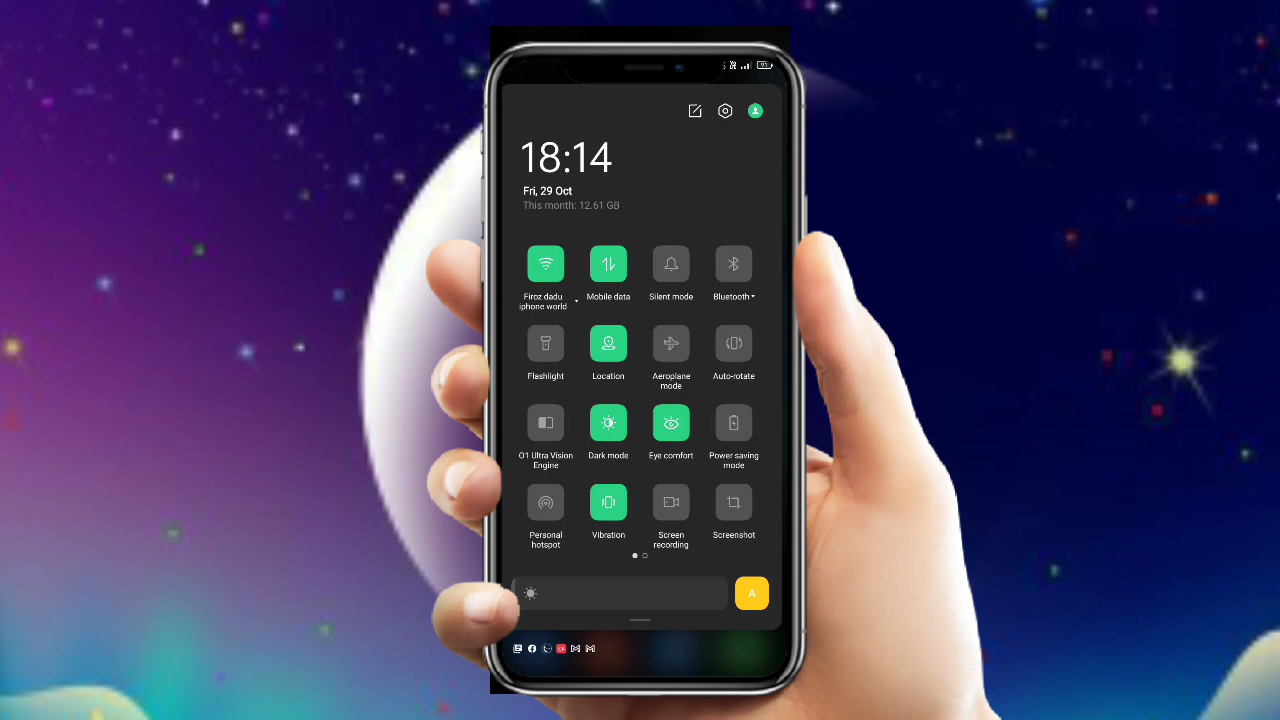 91
18:14
Fri, 29 Oct
This month: 12.61 GB
Firoz dadu
iphone world
Mobile data
Silent mode
Bluetooth
Flashlight
Location
Aeroplane
mode
Auto-rotate
O1 Ultra Vision
Engine
Dark mode
Eye comfort
Power saving
mode
Personal
hotspot
Vibration
Screen
recording
Screenshot
A